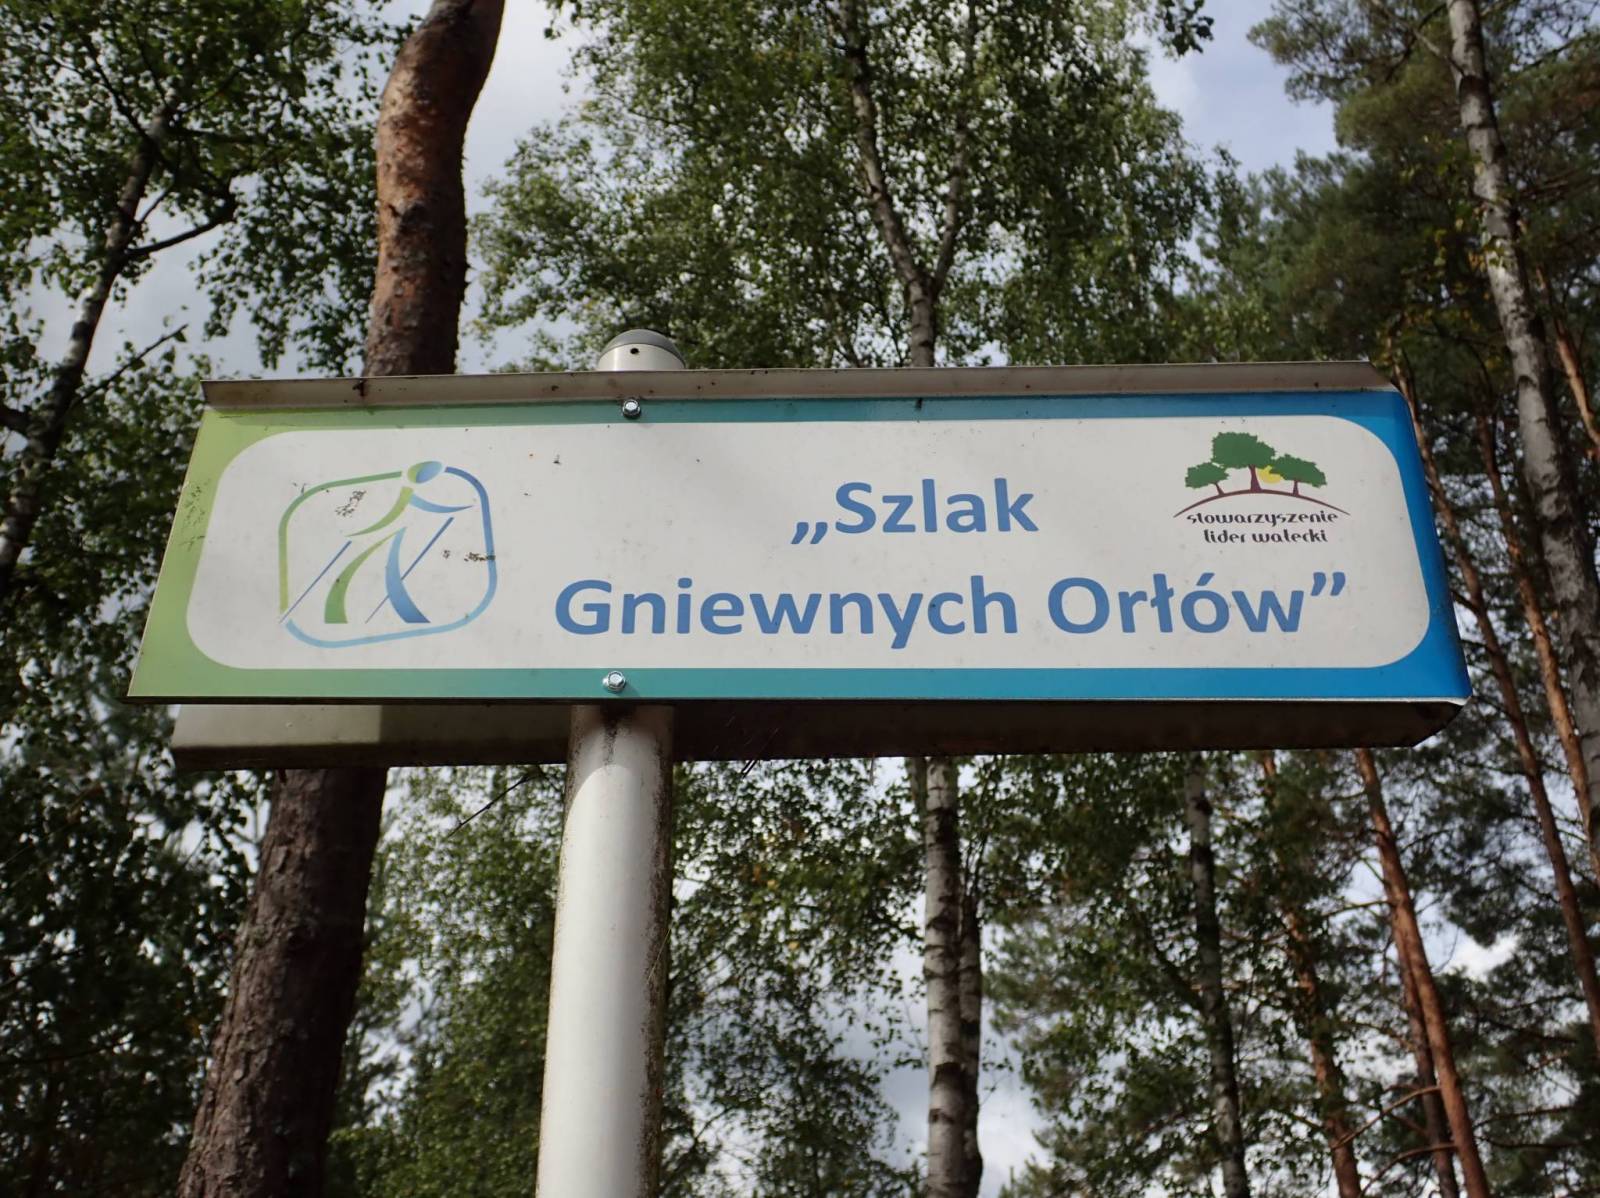 „Szlak
Gniewnych Orłów”
stowarzyszenie
lider wałecki